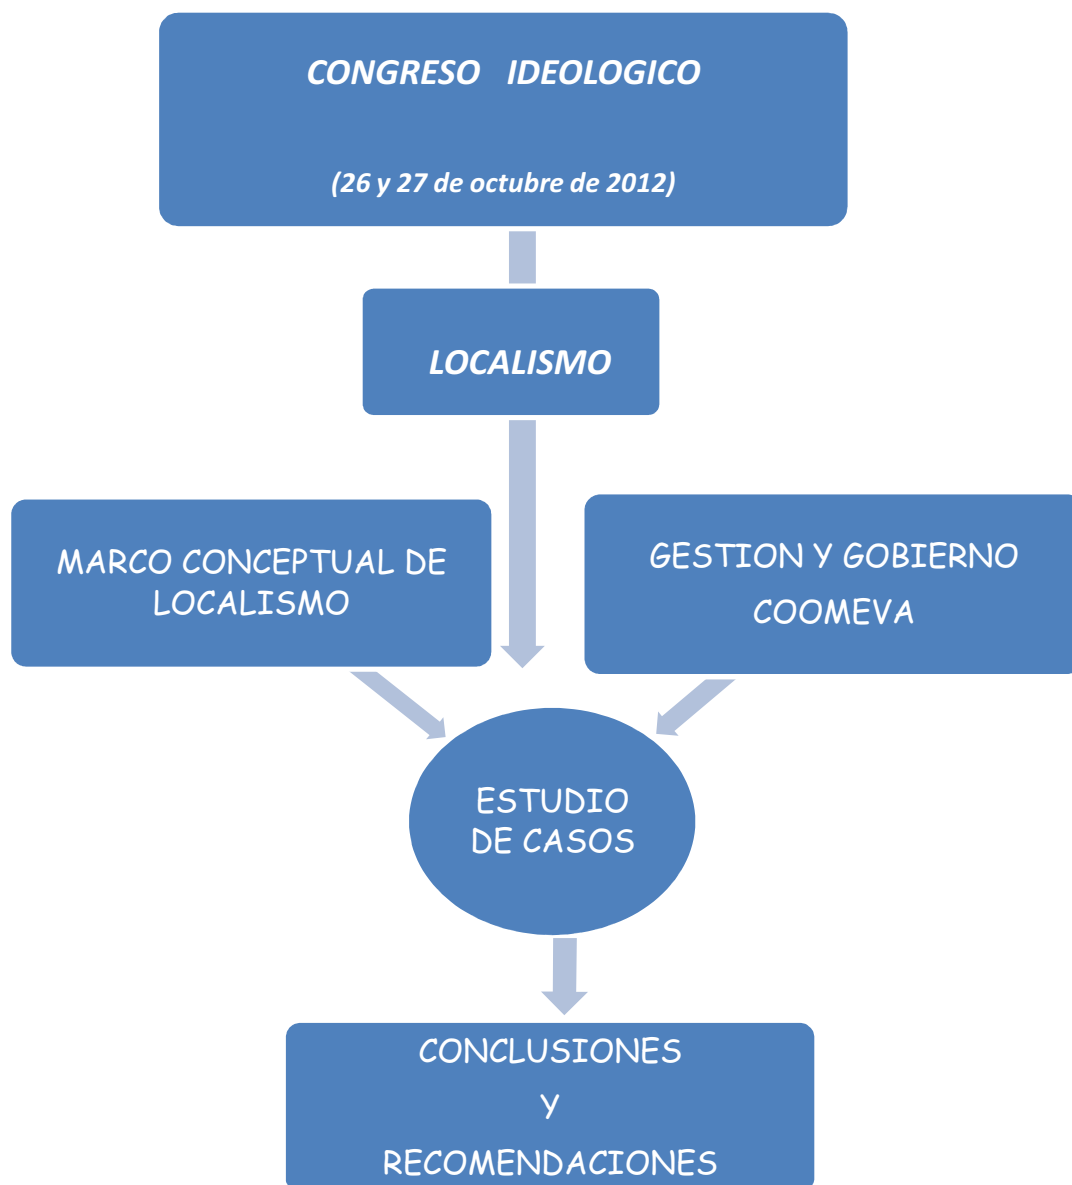 CONGRESO IDEOLOGICO
(26 y 27 de octubre de 2012)
LOCALISMO
MARCO CONCEPTUAL DE
LOCALISMO
GESTION Y GOBIERNO
COOMEVA
ESTUDIO
DE CASOS
CONCLUSIONES
Y
RECOMENDACIONES